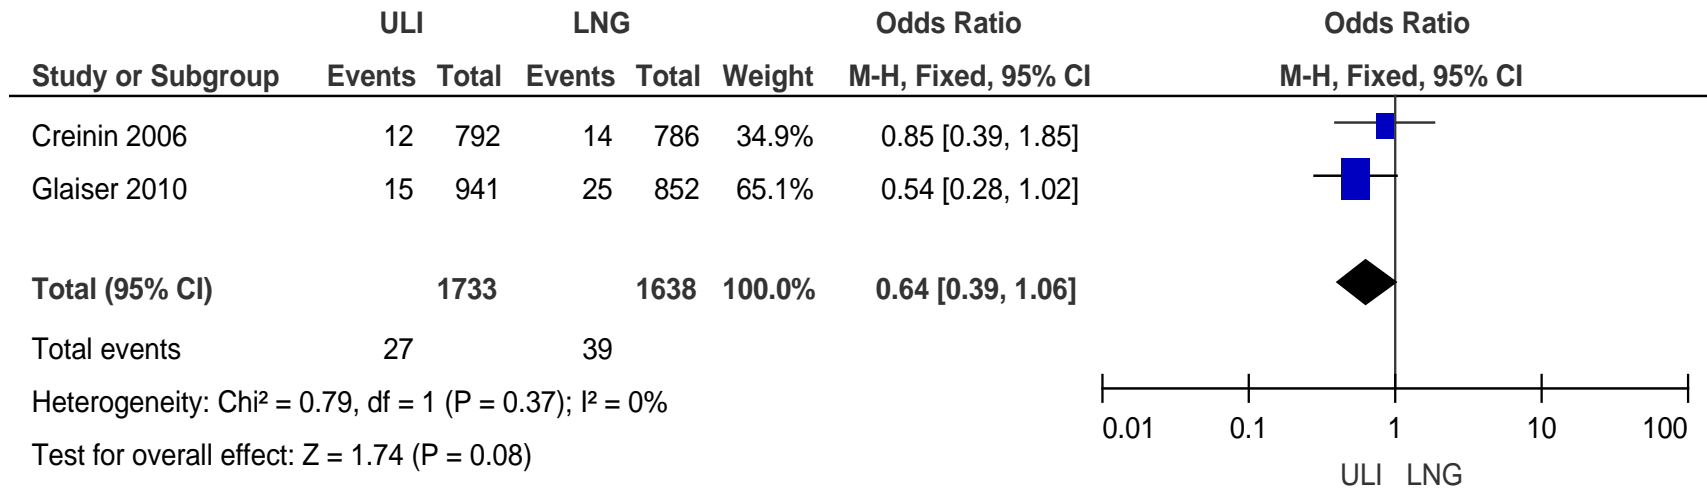 ULI LNG Odds Ratio Odds Ratio
Study or Subgroup Events Total Events Total Weight M-H, Fixed, 95% CI M-H, Fixed, 95% CI
Creinin 2006 12 792 14 786 34.9% 0.85 [0.39, 1.85]
Glaiser 2010 15 941 25 852 65.1% 0.54 [0.28, 1.02]
Total (95% CI) 1733 1638 100.0% 0.64 [0.39, 1.06]
Total events 27 39
Heterogeneity: Chi² = 0.79, df = 1 (P = 0.37); I² = 0%
Test for overall effect: Z = 1.74 (P = 0.08)
0.01 0.1 1 10 100
ULI LNG